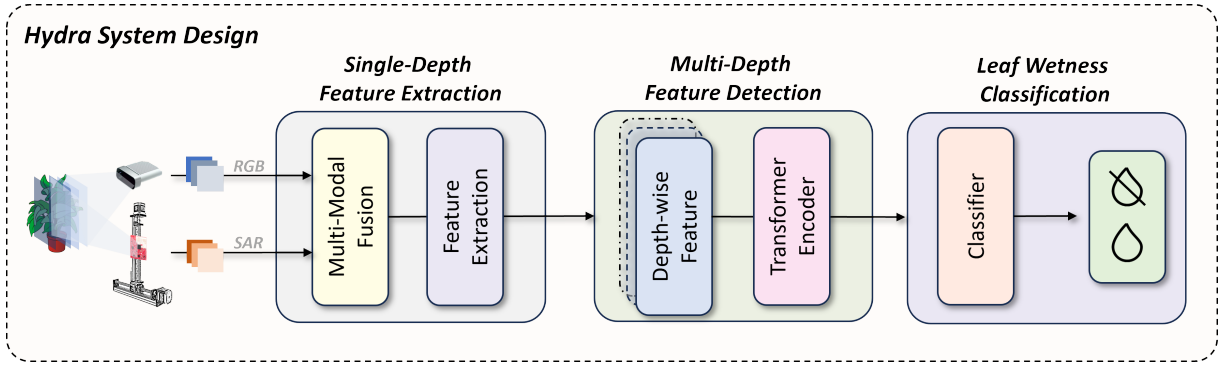 Hydra System Design
Single-Depth
Feature Extraction
Multi-Depth
Feature Detection
Leaf Wetness
Classification
RGB
SAR
Multi-Modal
Fusion
Feature
Extraction
Depth-wise
Feature
Transformer
Encoder
Classifier